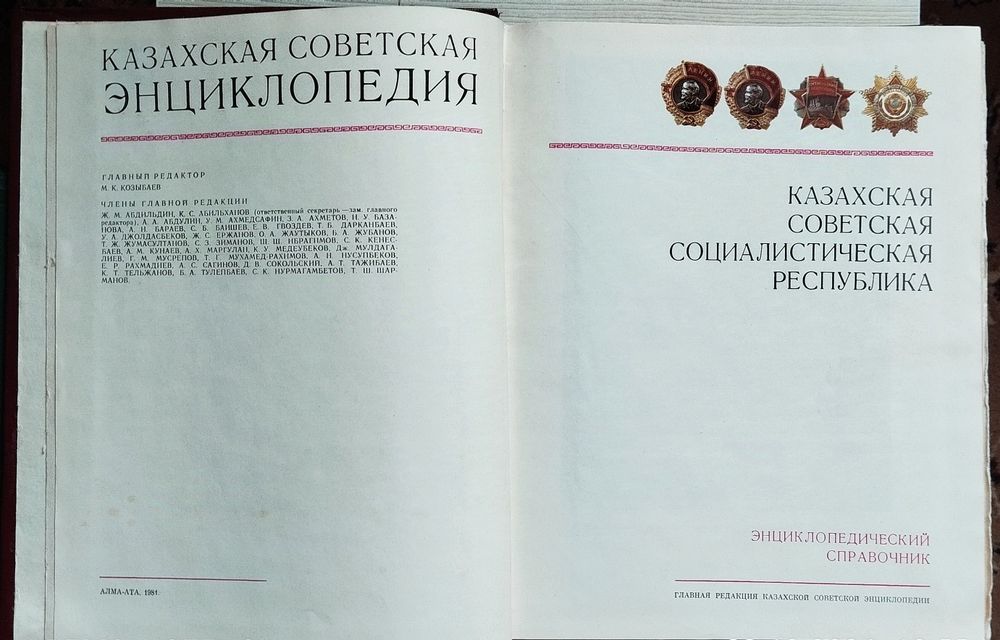 КАЗАХСКАЯ СОВЕТСКАЯ
ЭНЦИКЛОПЕДИЯ
ГЛАВНЫЙ РЕДАКТОР
М. К. КОЗЫБАЕВ
ЧЛЕНЫ ГЛАВНОЙ РЕДАКЦИИ
Ж. М. АБДИЛЬДИН, К. С. АБИЛЬХАНОВ (ответственный секретарь — зам. главного
редактора), А. А. АБДУЛИН, У. М. АХМЕДСАФИН, З. А. АХМЕТОВ, Н. У. БАЗА-
НОВА, А. Н. БАРАЕВ, С. Б. БАИШЕВ, Е. В. ГВОЗДЕВ, Т. Б. ДАРКАНБАЕВ,
У. А. ДЖОЛДАСБЕКОВ, Ж. С. ЕРЖАНОВ, О. А. ЖАУТЫКОВ, Б. А. ЖУБАНОВ,
Т. Ж. ЖУМАСУЛТАНОВ, С. З. ЗИМАНОВ, Ш. Ш. ИБРАГИМОВ, С. К. КЕНЕС-
БАЕВ, А. М. КУНАЕВ, А. Х. МАРГУЛАН, К. У. МЕДЕУБЕКОВ, Дж. МУЛДАГА-
ЛИЕВ, Г. М. МУСРЕПОВ, Т. Г. МУХАМЕД-РАХИМОВ, А. Н. НУСУПБЕКОВ,
Е. Р. РАХМАДИЕВ, А. С. САГИНОВ, Д. В. СОКОЛЬСКИЙ, А. Т. ТАЖИБАЕВ,
К. Т. ТЕЛЬЖАНОВ, Б. А. ТУЛЕПБАЕВ, С. К. НУРМАГАМБЕТОВ, Т. Ш. ШАР-
МАНОВ.
АЛМА-АТА. 1981.
КАЗАХСКАЯ
СОВЕТСКАЯ
СОЦИАЛИСТИЧЕСКАЯ
РЕСПУБЛИКА
ЭНЦИКЛОПЕДИЧЕСКИЙ
СПРАВОЧНИК
ГЛАВНАЯ РЕДАКЦИЯ КАЗАХСКОЙ СОВЕТСКОЙ ЭНЦИКЛОПЕДИИ